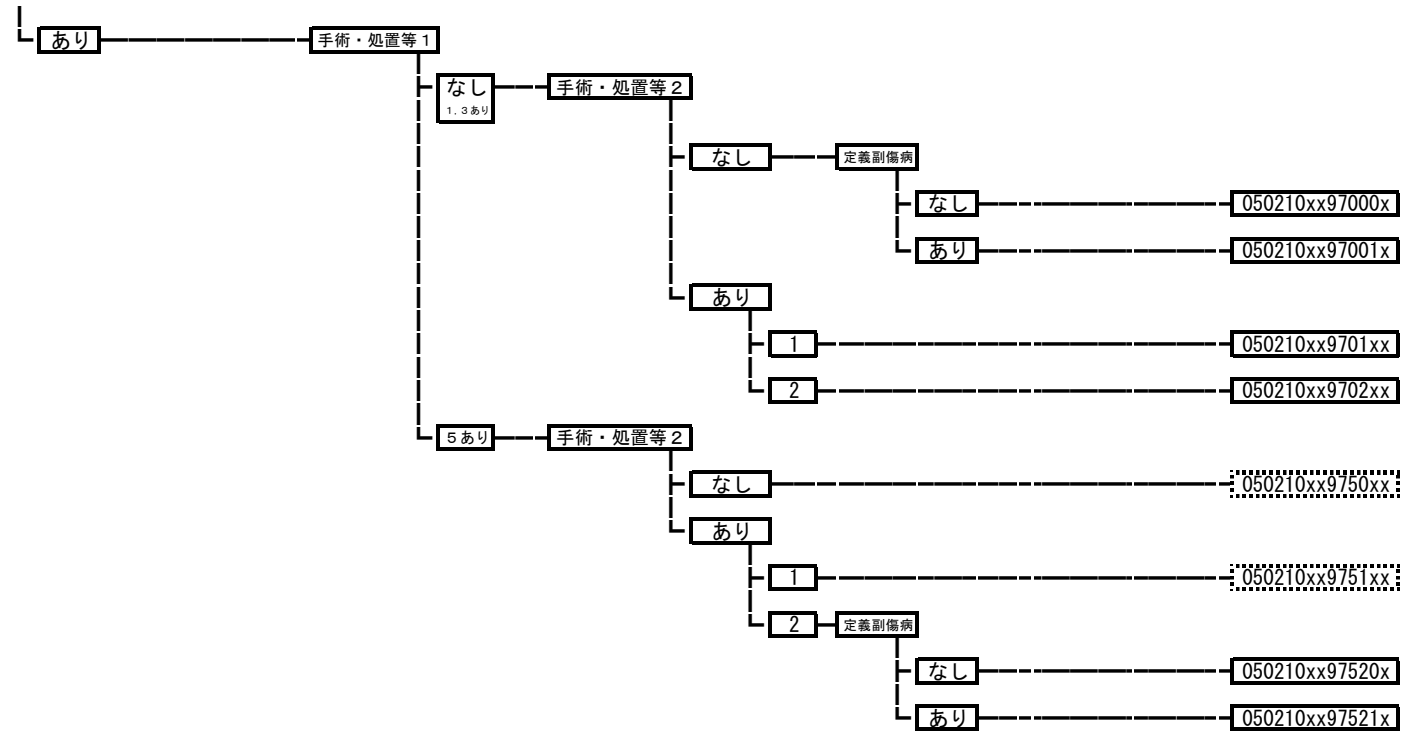 あり 手術・処置等1
なし 手術・処置等2
1,3あり
なし 定義副傷病
なし 050210xx97000x
あり 050210xx97001x
あり
1 050210xx9701xx
2 050210xx9702xx
5あり 手術・処置等2
なし 050210xx9750xx
あり
1 050210xx9751xx
2 定義副傷病
なし 050210xx97520x
あり 050210xx97521x